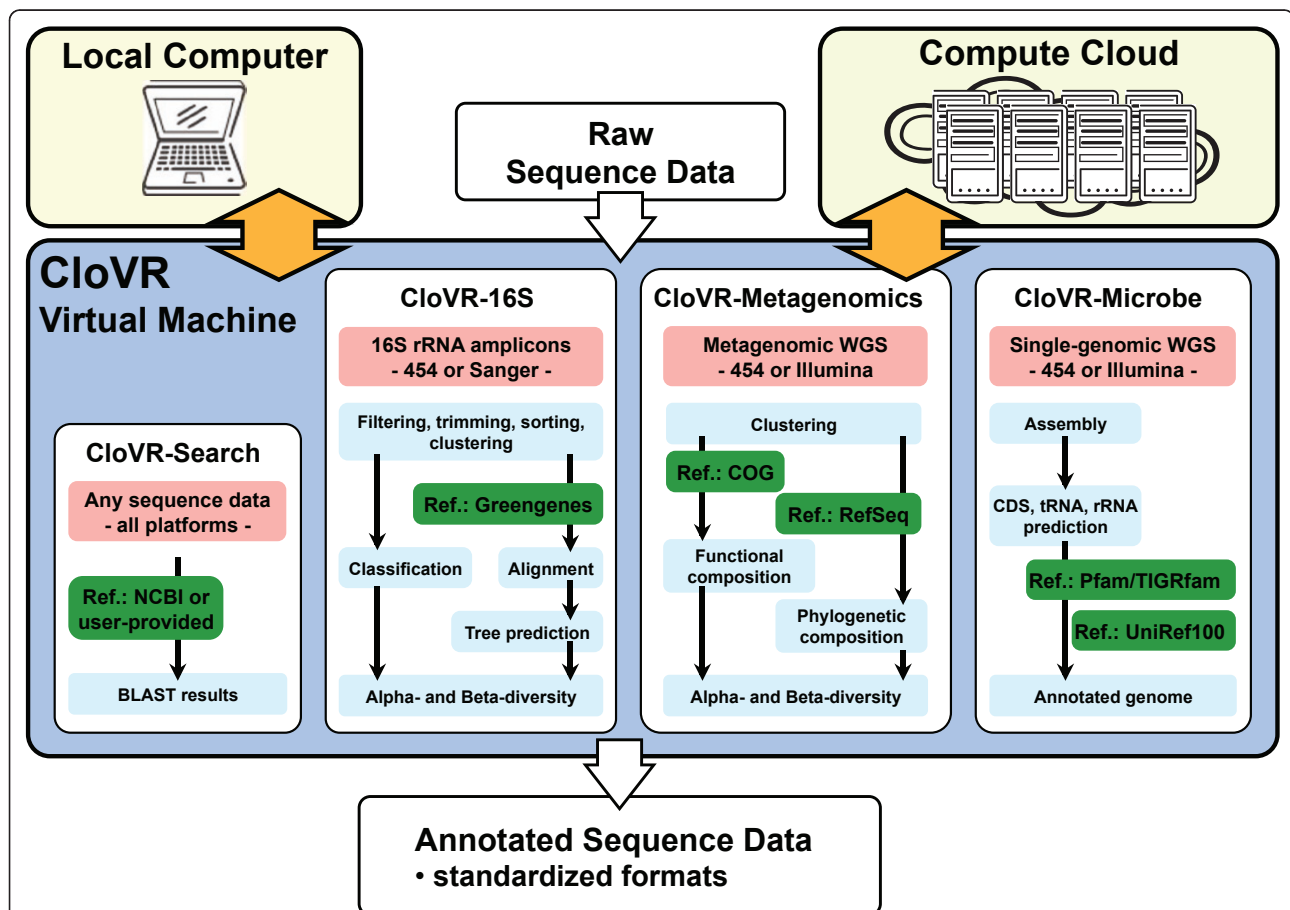 Local Computer
Compute Cloud
Raw
Sequence Data
CloVR
Virtual Machine
CloVR-Search
Any sequence data
- all platforms -
Ref.: NCBI or
user-provided
BLAST results
CloVR-16S
16S rRNA amplicons
- 454 or Sanger -
Filtering, trimming, sorting,
clustering
Ref.: Greengenes
Classification
Alignment
Tree prediction
Alpha- and Beta-diversity
CloVR-Metagenomics
Metagenomic WGS
- 454 or Illumina
Clustering
Ref.: COG
Ref.: RefSeq
Functional
composition
Phylogenetic
composition
Alpha- and Beta-diversity
CloVR-Microbe
Single-genomic WGS
- 454 or Illumina -
Assembly
CDS, tRNA, rRNA
prediction
Ref.: Pfam/TIGRfam
Ref.: UniRef100
Annotated genome
Annotated Sequence Data
• standardized formats